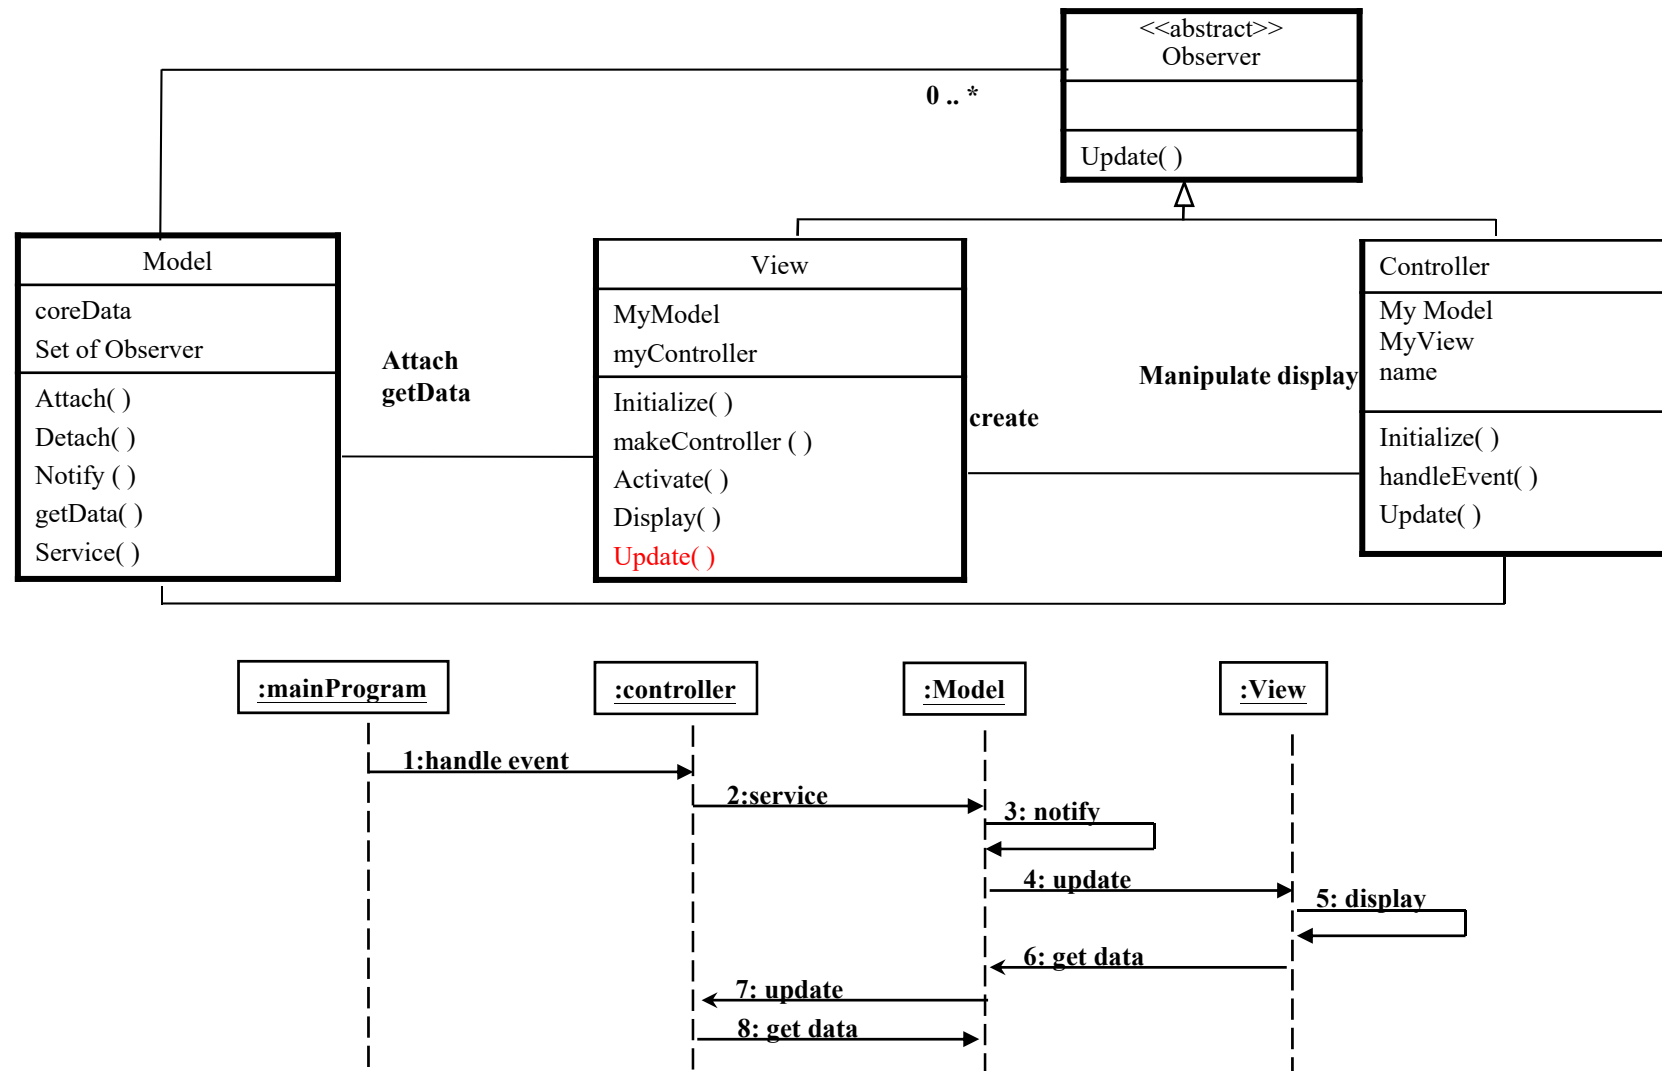 <<abstract>>
Observer
0 .. *
Update( )
Model
coreData
Set of Observer
Attach( )
Detach( )
Notify ( )
getData( )
Service( )
Attach
getData
View
MyModel
myController
Initialize( )
makeController ( )
Activate( )
Display( )
Update( )
create
Manipulate display
Controller
My Model
MyView
name
Initialize( )
handleEvent( )
Update( )
:mainProgram
:controller
:Model
:View
1:handle event
2:service
3: notify
4: update
5: display
6: get data
7: update
8: get data